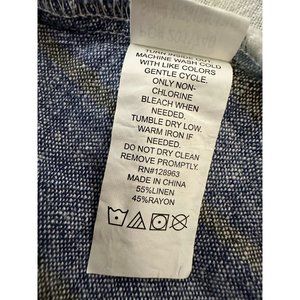 TURN INSIDE OUT
MACHINE WASH COLD
WITH LIKE COLORS
GENTLE CYCLE.
ONLY NON-
CHLORINE
BLEACH WHEN
NEEDED.
TUMBLE DRY LOW.
WARM IRON IF
NEEDED.
DO NOT DRY CLEAN
REMOVE PROMPTLY.
RN#128963
MADE IN CHINA
55%LINEN
45%RAYON